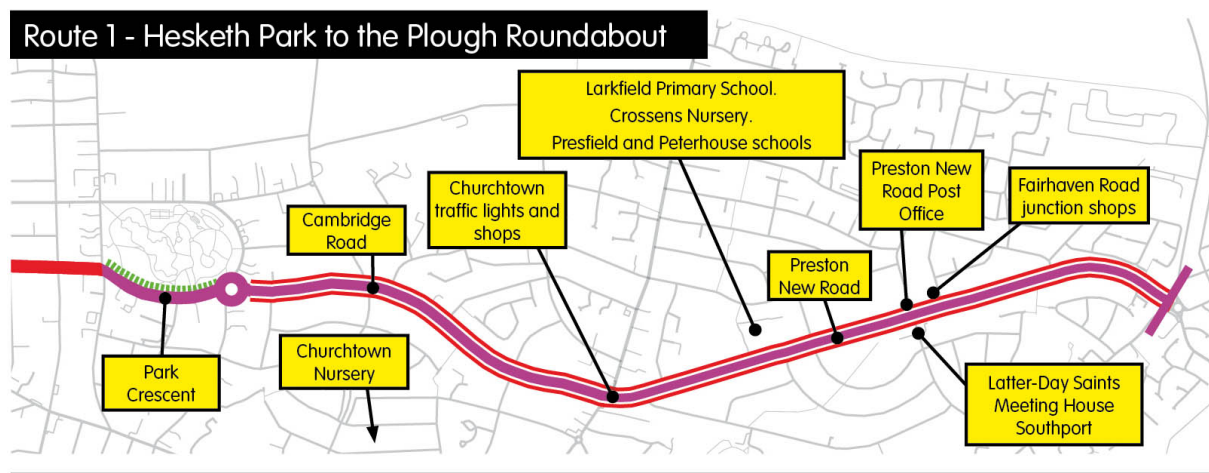 Route 1 - Hesketh Park to the Plough Roundabout
Larkfield Primary School.
Crossens Nursery.
Presfield and Peterhouse schools
Preston New
Road Post
Office
Fairhaven Road
junction shops
Churchtown
traffic lights and
shops
Cambridge
Road
Preston
New Road
Park
Crescent
Churchtown
Nursery
Latter-Day Saints
Meeting House
Southport